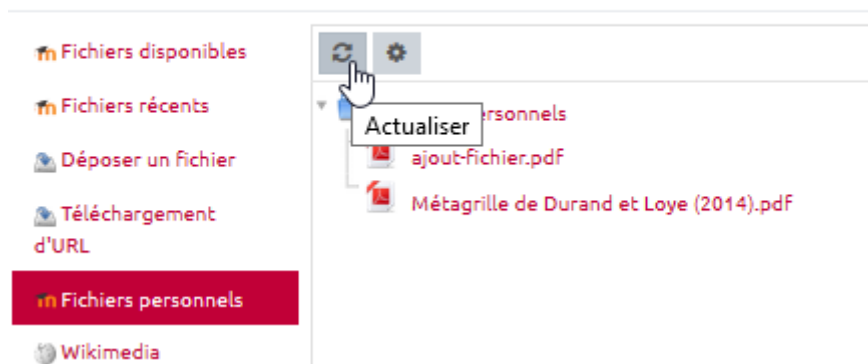 Fichiers disponibles
Fichiers récents
Déposer un fichier
Téléchargement
d'URL
Fichiers personnels
Wikimedia
Actualiser
ersonnels
ajout-fichier.pdf
Métagrille de Durand et Loye (2014).pdf